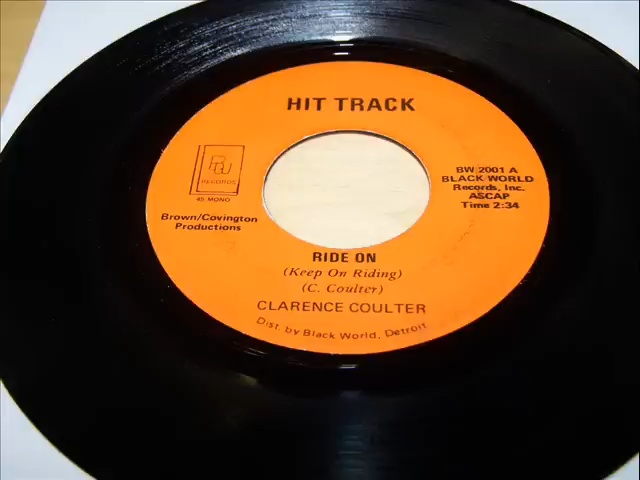 HIT TRACK
RECORDS
45 MONO
Brown/Covington
Productions
BW 2001 A
BLACK WORLD
Records, Inc.
ASCAP
Time 2:34
RIDE ON
(Keep On Riding)
(C. Coulter)
CLARENCE COULTER
Dist. by Black World, Detroit